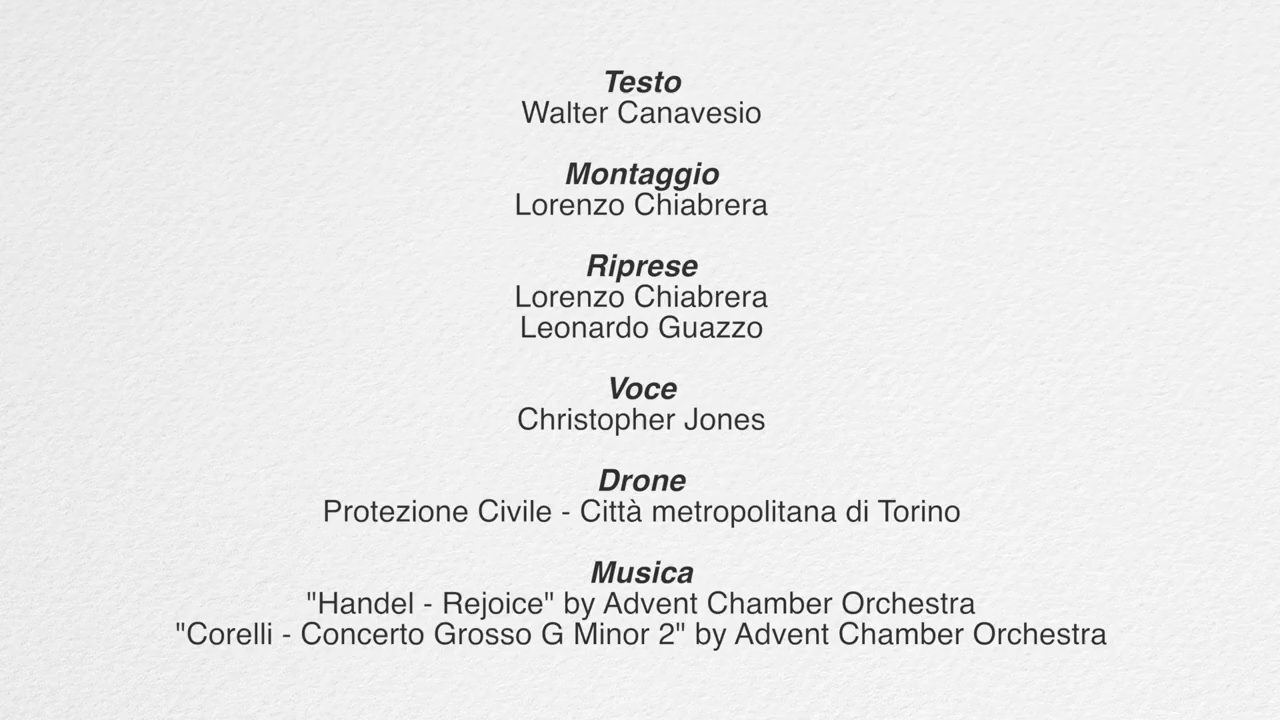 Testo
Walter Canavesio
Montaggio
Lorenzo Chiabrera
Riprese
Lorenzo Chiabrera
Leonardo Guazzo
Voce
Christopher Jones
Drone
Protezione Civile - Città metropolitana di Torino
Musica
"Handel - Rejoice" by Advent Chamber Orchestra
"Corelli - Concerto Grosso G Minor 2" by Advent Chamber Orchestra